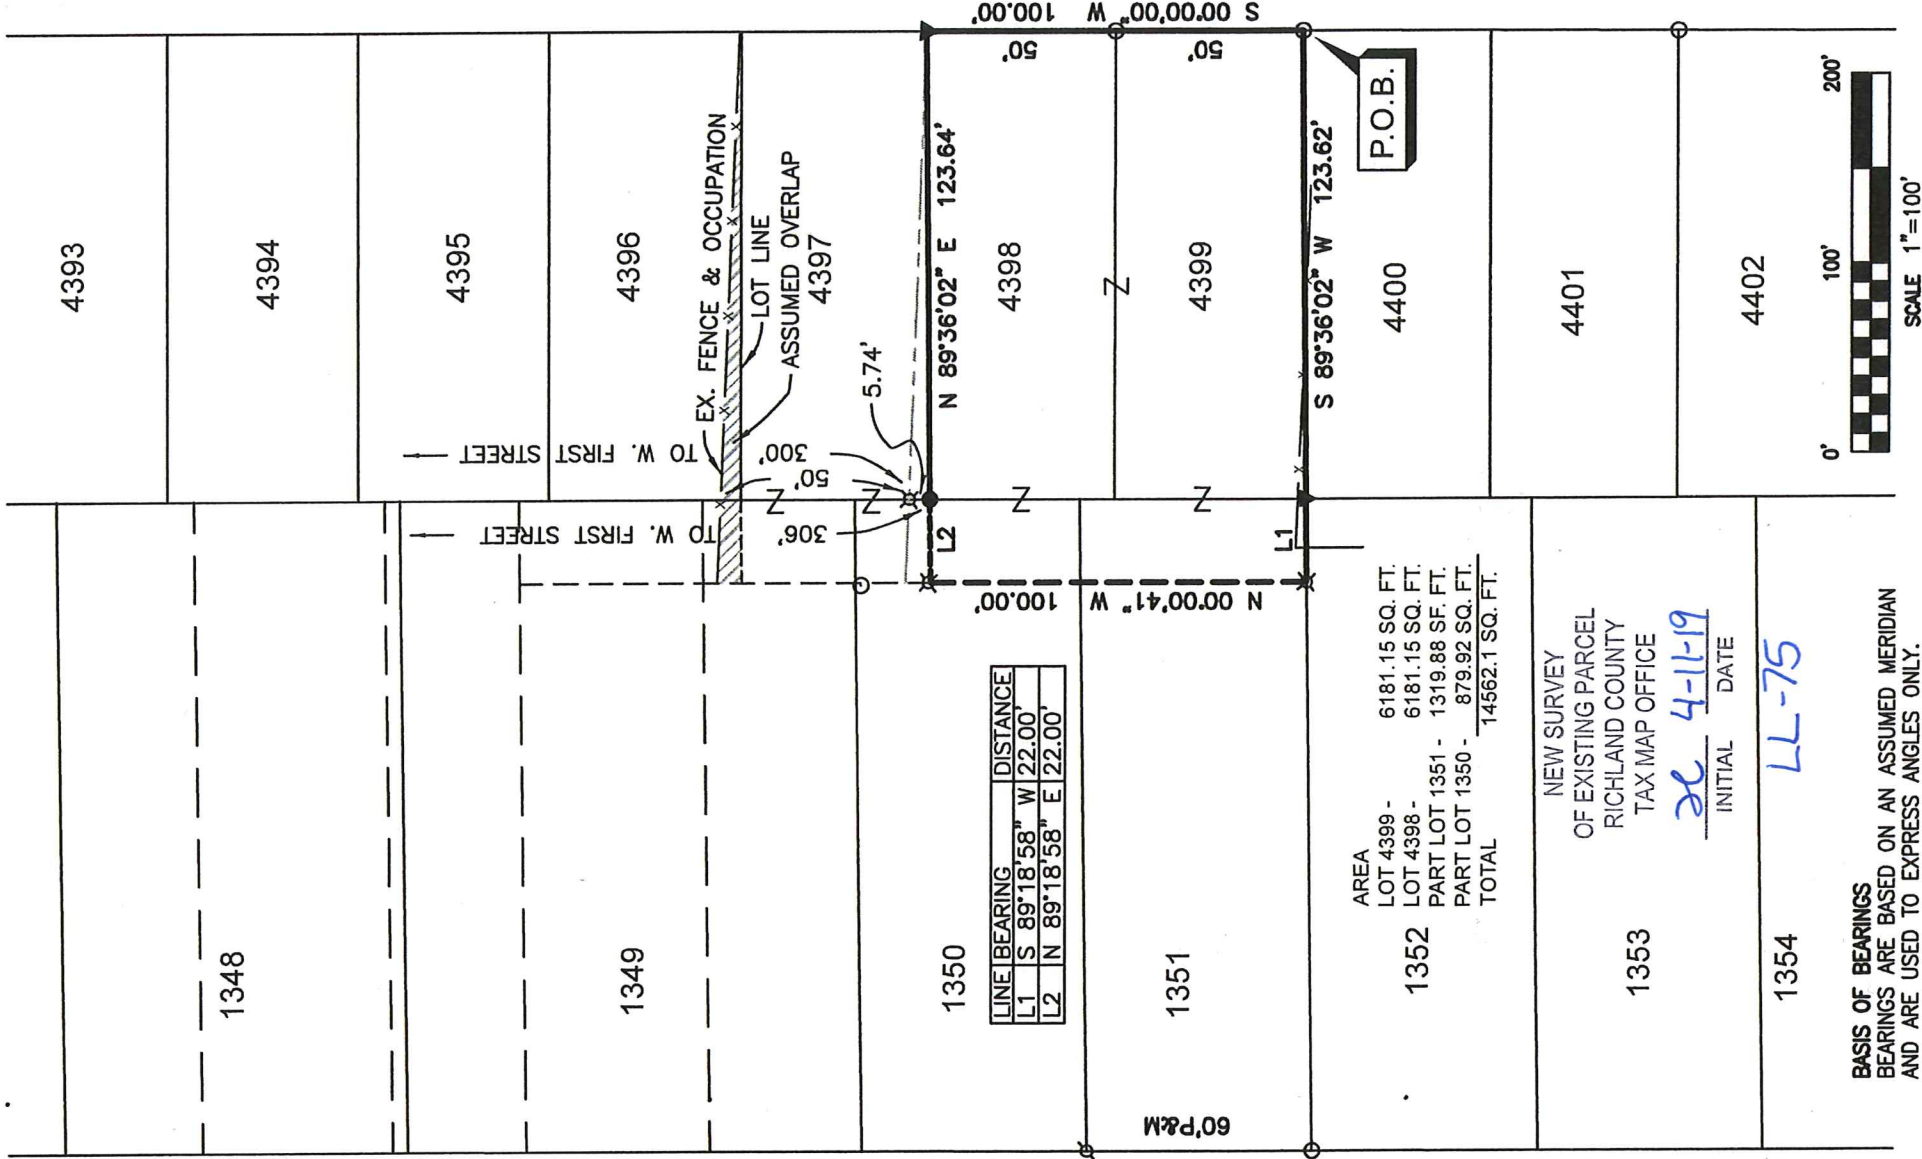 4393
4394
4395
4396
EX. FENCE & OCCUPATION
LOT LINE
ASSUMED OVERLAP
4397
TO W. FIRST STREET
TO W. FIRST STREET
300'
50'
306'
5.74'
S 00°00'00" W 100.00'
50'
50'
N 89°36'02" E 123.64'
L2
4398
4399
L1
S 89°36'02" W 123.62'
P.O.B.
N 00°00'41" W 100.00'
4400
4401
4402
1348
1349
1350
1351
1352
1353
1354
60'P&M
LINE BEARING DISTANCE
L1 S 89°18'58" W 22.00'
L2 N 89°18'58" E 22.00'
AREA
LOT 4399 - 6181.15 SQ. FT.
LOT 4398 - 6181.15 SQ. FT.
PART LOT 1351 - 1319.88 SF. FT.
PART LOT 1350 - 879.92 SQ. FT.
TOTAL 14562.1 SQ. FT.
NEW SURVEY
OF EXISTING PARCEL
RICHLAND COUNTY
TAX MAP OFFICE
4-11-19
INITIAL DATE
LL-75
0' 100' 200'
SCALE 1"=100'
BASIS OF BEARINGS
BEARINGS ARE BASED ON AN ASSUMED MERIDIAN
AND ARE USED TO EXPRESS ANGLES ONLY.